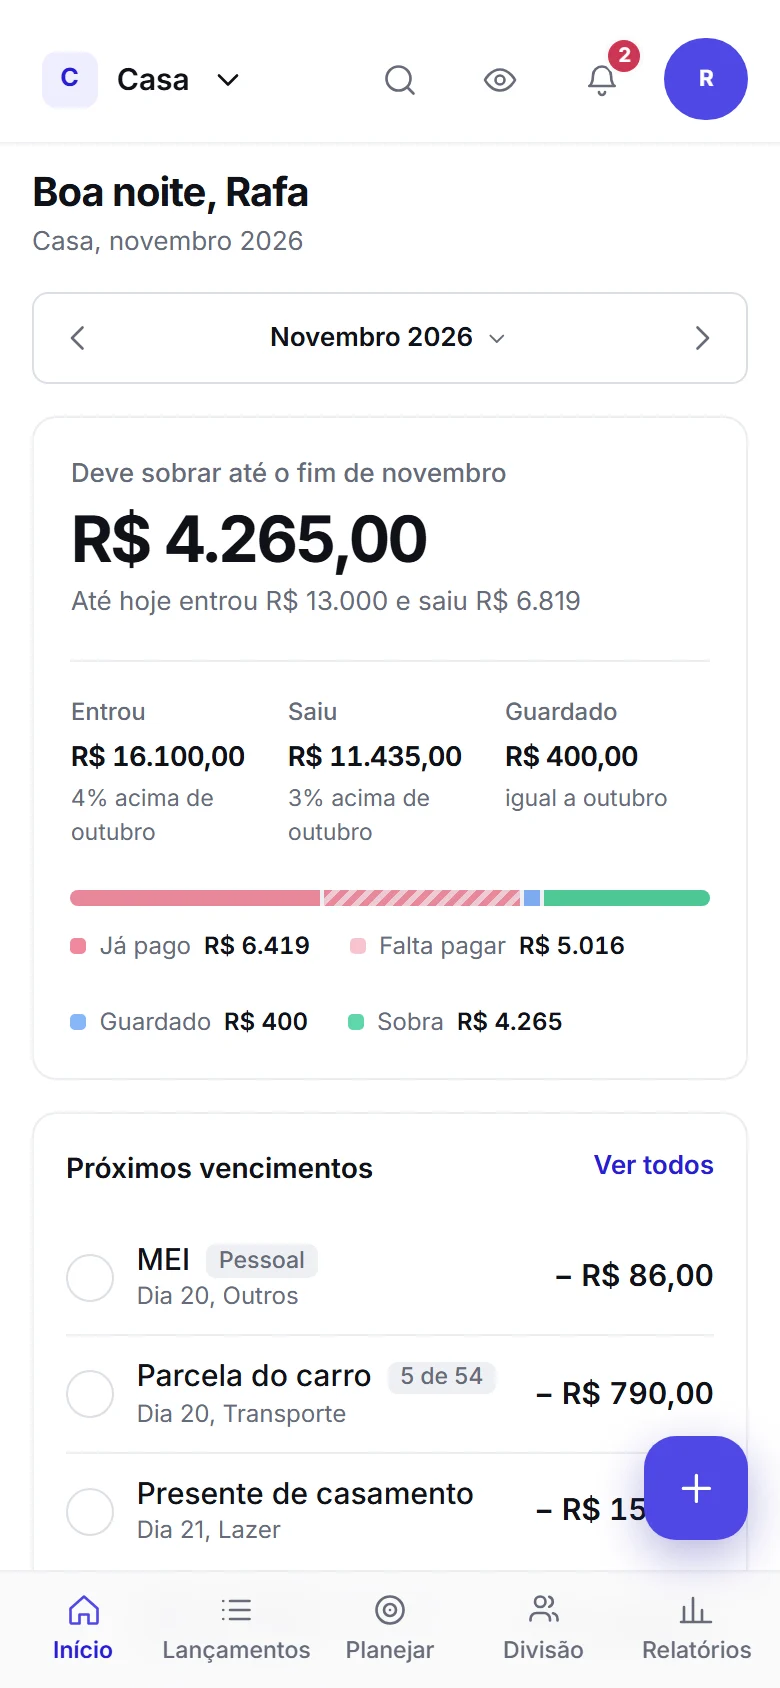 C Casa 2 R
Boa noite, Rafa
Casa, novembro 2026
Novembro 2026
Deve sobrar até o fim de novembro
R$ 4.265,00
Até hoje entrou R$ 13.000 e saiu R$ 6.819
Entrou Saiu Guardado
R$ 16.100,00 R$ 11.435,00 R$ 400,00
4% acima de 3% acima de igual a outubro
outubro outubro
Já pago R$ 6.419 Falta pagar R$ 5.016
Guardado R$ 400 Sobra R$ 4.265
Próximos vencimentos Ver todos
MEI Pessoal
Dia 20, Outros
– R$ 86,00
Parcela do carro 5 de 54
Dia 20, Transporte
– R$ 790,00
Presente de casamento
Dia 21, Lazer
– R$ 15
Início Lançamentos Planejar Divisão Relatórios